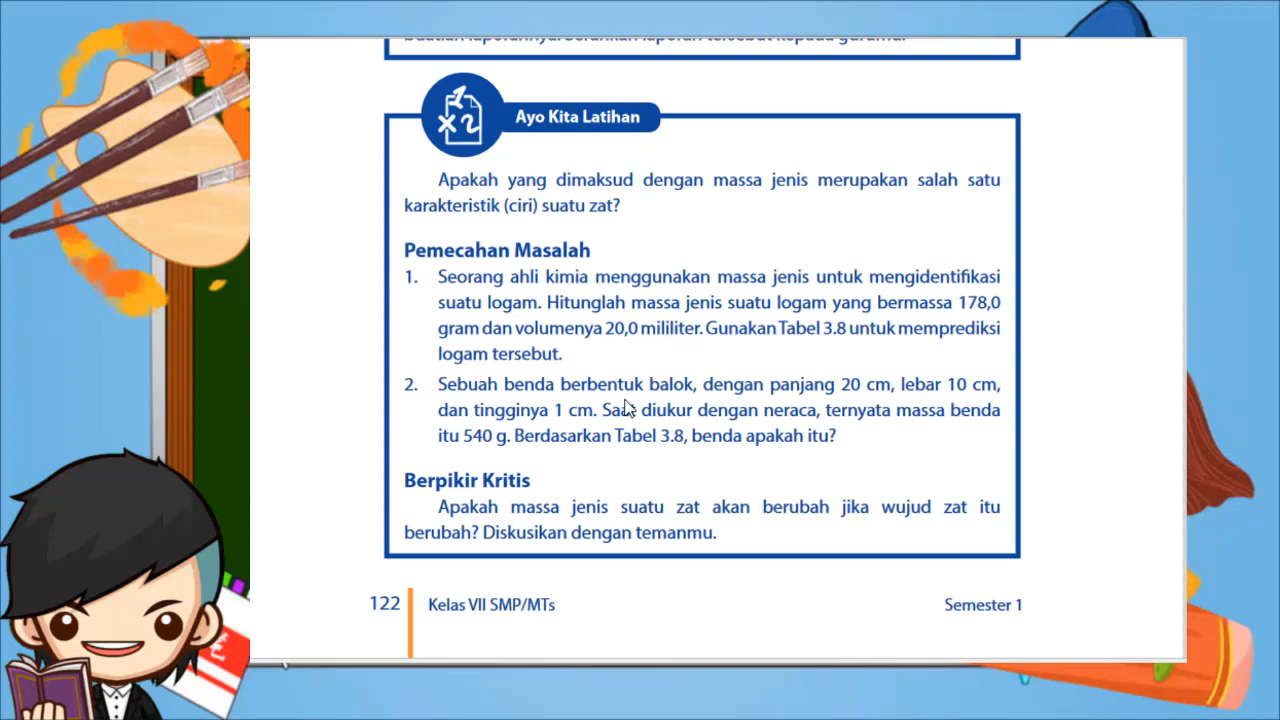 Ayo Kita Latihan
Apakah yang dimaksud dengan massa jenis merupakan salah satu
karakteristik (ciri) suatu zat?
Pemecahan Masalah
1. Seorang ahli kimia menggunakan massa jenis untuk mengidentifikasi
suatu logam. Hitunglah massa jenis suatu logam yang bermassa 178,0
gram dan volumenya 20,0 mililiter. Gunakan Tabel 3.8 untuk memprediksi
logam tersebut.
2. Sebuah benda berbentuk balok, dengan panjang 20 cm, lebar 10 cm,
dan tingginya 1 cm. Saat diukur dengan neraca, ternyata massa benda
itu 540 g. Berdasarkan Tabel 3.8, benda apakah itu?
Berpikir Kritis
Apakah massa jenis suatu zat akan berubah jika wujud zat itu
berubah? Diskusikan dengan temanmu.
122 Kelas VII SMP/MTs Semester 1